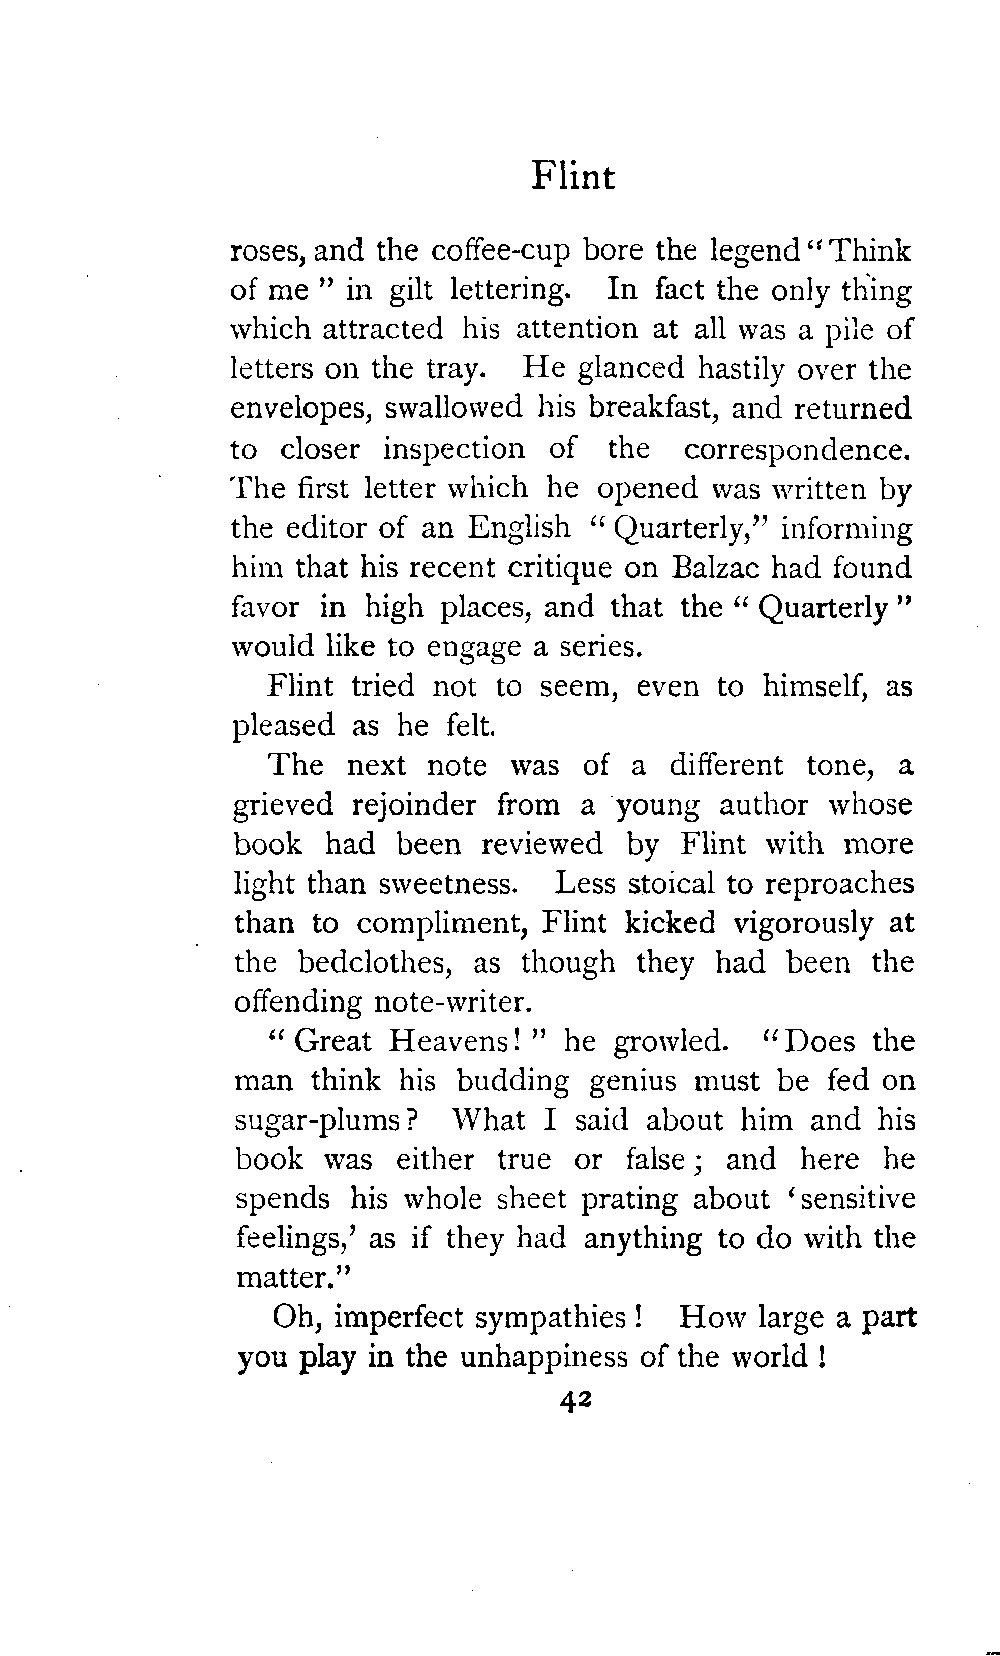 Flint
roses, and the coffee-cup bore the legend "Think
of me" in gilt lettering. In fact the only thing
which attracted his attention at all was a pile of
letters on the tray. He glanced hastily over the
envelopes, swallowed his breakfast, and returned
to closer inspection of the correspondence.
The first letter which he opened was written by
the editor of an English "Quarterly," informing
him that his recent critique on Balzac had found
favor in high places, and that the "Quarterly"
would like to engage a series.
Flint tried not to seem, even to himself, as
pleased as he felt.
The next note was of a different tone, a
grieved rejoinder from a young author whose
book had been reviewed by Flint with more
light than sweetness. Less stoical to reproaches
than to compliment, Flint kicked vigorously at
the bedclothes, as though they had been the
offending note-writer.
"Great Heavens!" he growled. "Does the
man think his budding genius must be fed on
sugar-plums? What I said about him and his
book was either true or false; and here he
spends his whole sheet prating about 'sensitive
feelings,' as if they had anything to do with the
matter."
Oh, imperfect sympathies! How large a part
you play in the unhappiness of the world!
42